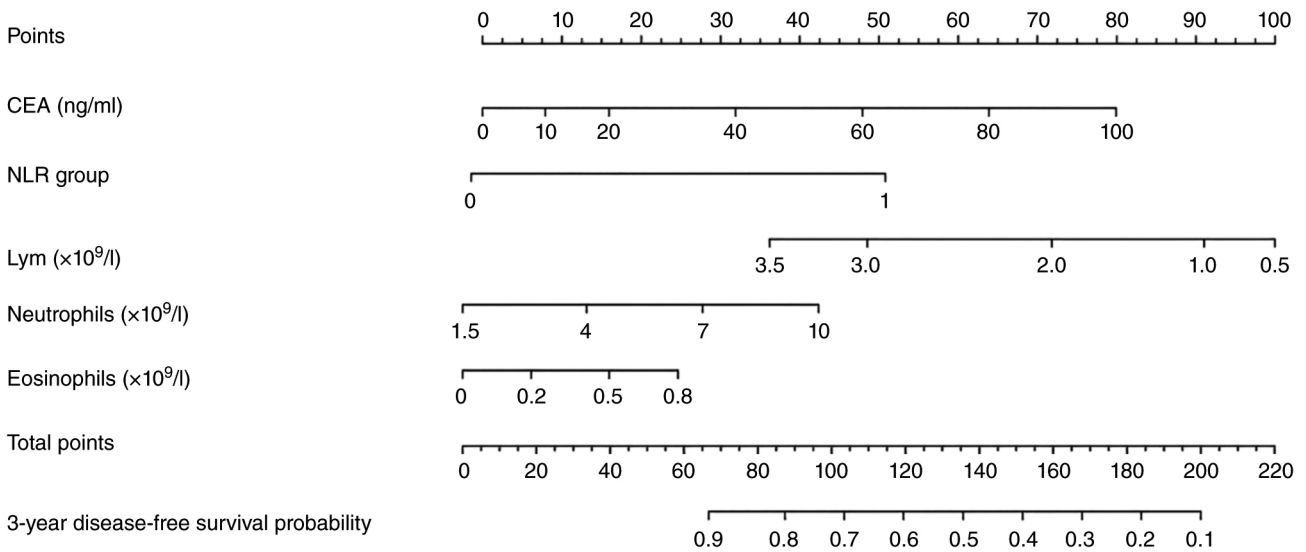 Points 0 10 20 30 40 50 60 70 80 90 100
CEA (ng/ml) 0 10 20 40 60 80 100
NLR group 0 1
Lym (×10⁹/l) 3.5 3.0 2.0 1.0 0.5
Neutrophils (×10⁹/l) 1.5 4 7 10
Eosinophils (×10⁹/l) 0 0.2 0.5 0.8
Total points 0 20 40 60 80 100 120 140 160 180 200 220
3-year disease-free survival probability 0.9 0.8 0.7 0.6 0.5 0.4 0.3 0.2 0.1